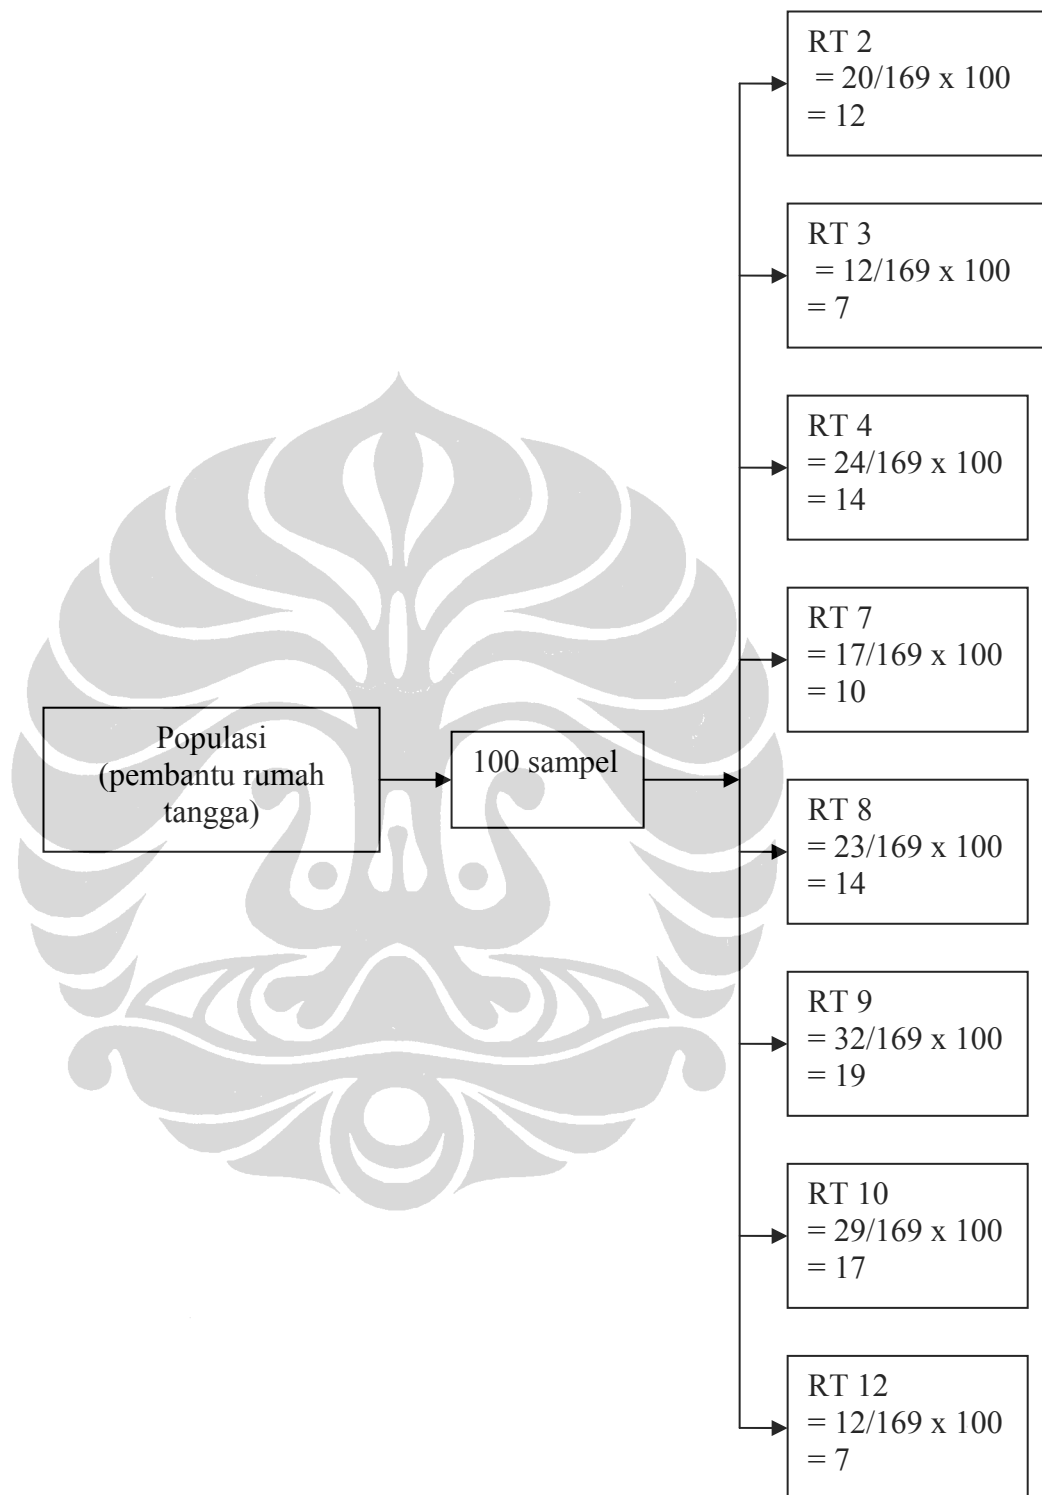 RT 2
= 20/169 x 100
= 12
RT 3
= 12/169 x 100
= 7
RT 4
= 24/169 x 100
= 14
RT 7
= 17/169 x 100
= 10
Populasi
(pembantu rumah
tangga)
100 sampel
RT 8
= 23/169 x 100
= 14
RT 9
= 32/169 x 100
= 19
RT 10
= 29/169 x 100
= 17
RT 12
= 12/169 x 100
= 7